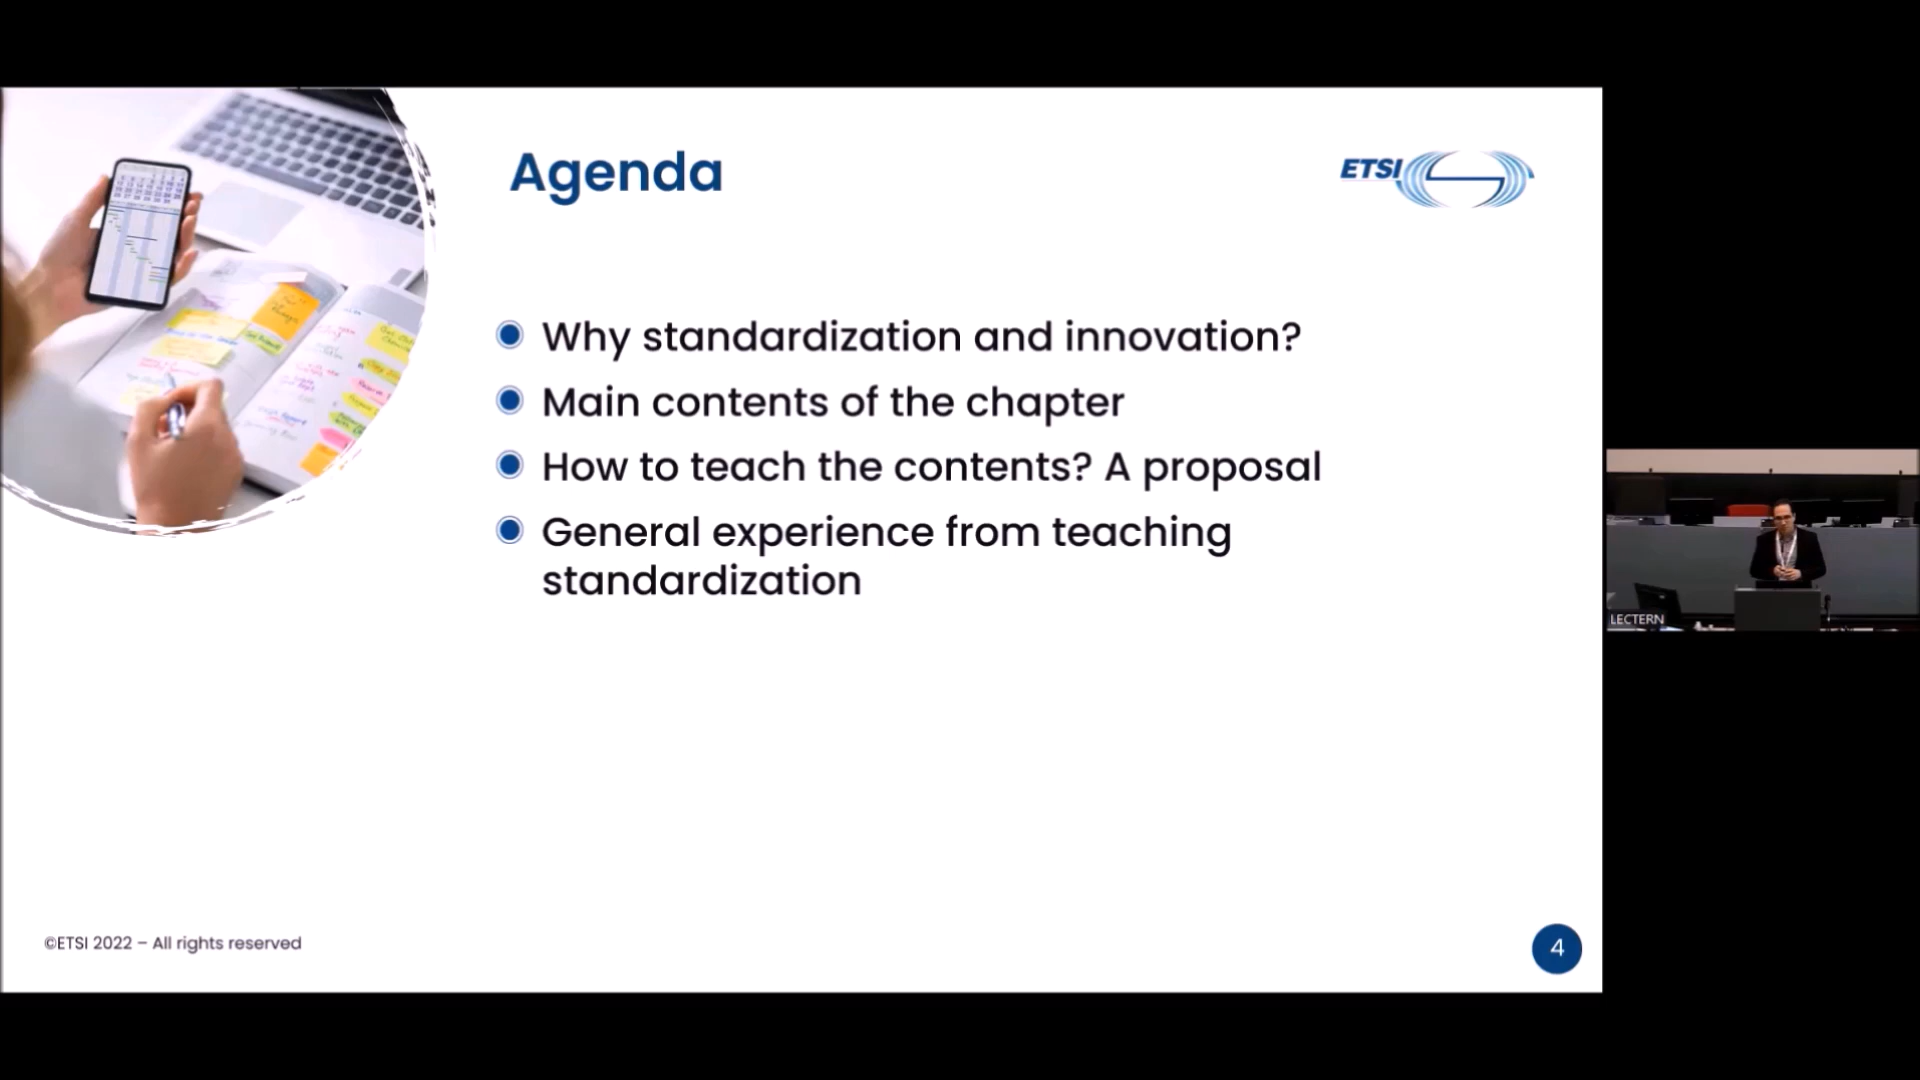 Agenda
ETSI
Why standardization and innovation?
Main contents of the chapter
How to teach the contents? A proposal
General experience from teaching
standardization
LECTERN
©ETSI 2022 – All rights reserved
4